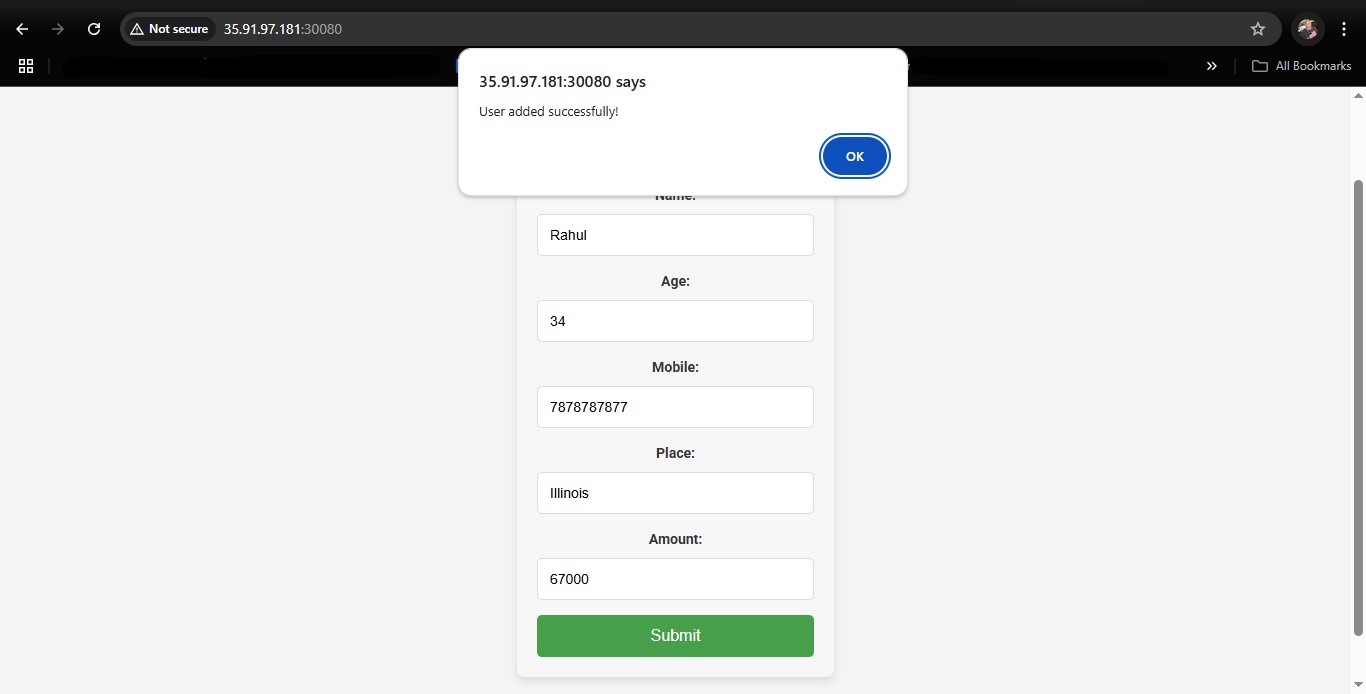 Not secure 35.91.97.181:30080
All Bookmarks
35.91.97.181:30080 says
User added successfully!
OK
Name:
Rahul
Age:
34
Mobile:
7878787877
Place:
Illinois
Amount:
67000
Submit